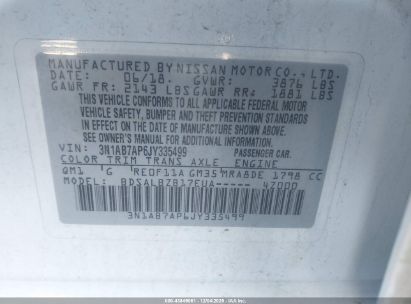 MANUFACTURED BY NISSAN MOTOR CO., LTD.
DATE: 06/18. GVWR: 3876 LBS
GAWR FR: 2143 LBS GAWR RR: 1881 LBS
THIS VEHICLE CONFORMS TO ALL APPLICABLE FEDERAL MOTOR
VEHICLE SAFETY, BUMPER AND THEFT PREVENTION
STANDARDS IN EFFECT ON THE DATE OF
MANUFACTURE SHOWN ABOVE.
SEE OWNER'S MANUAL FOR MORE INFORMATION
VIN: 3N1AB7AP6JY335499 PASSENGER CAR.
COLOR TRIM TRANS AXLE ENGINE
QM1 G RE0F11A GM35 MRA8DE 1798 CC
MODEL: BDSALBZB17EUA----- 47000
3N1AB7AP6JY335499